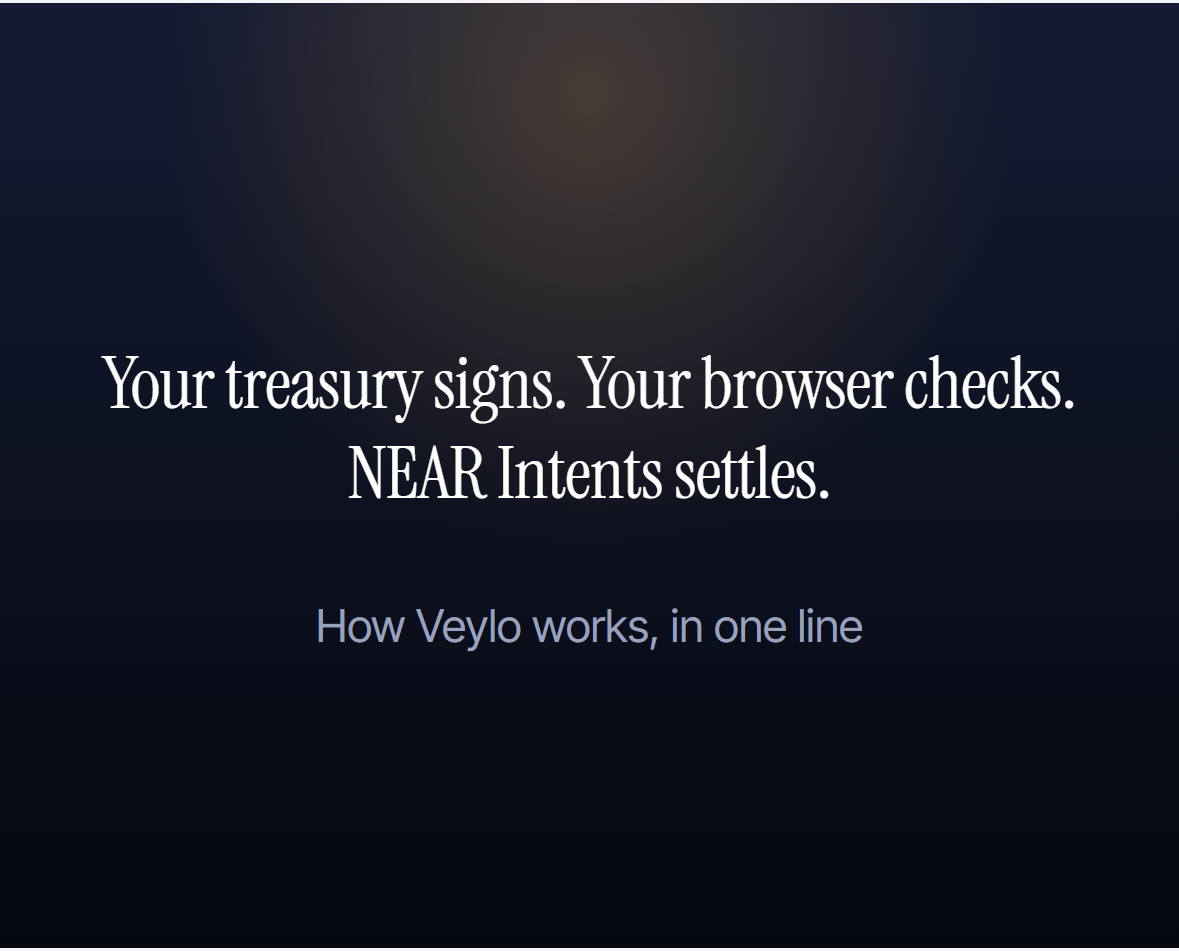 Your treasury signs. Your browser checks.
NEAR Intents settles.
How Veylo works, in one line